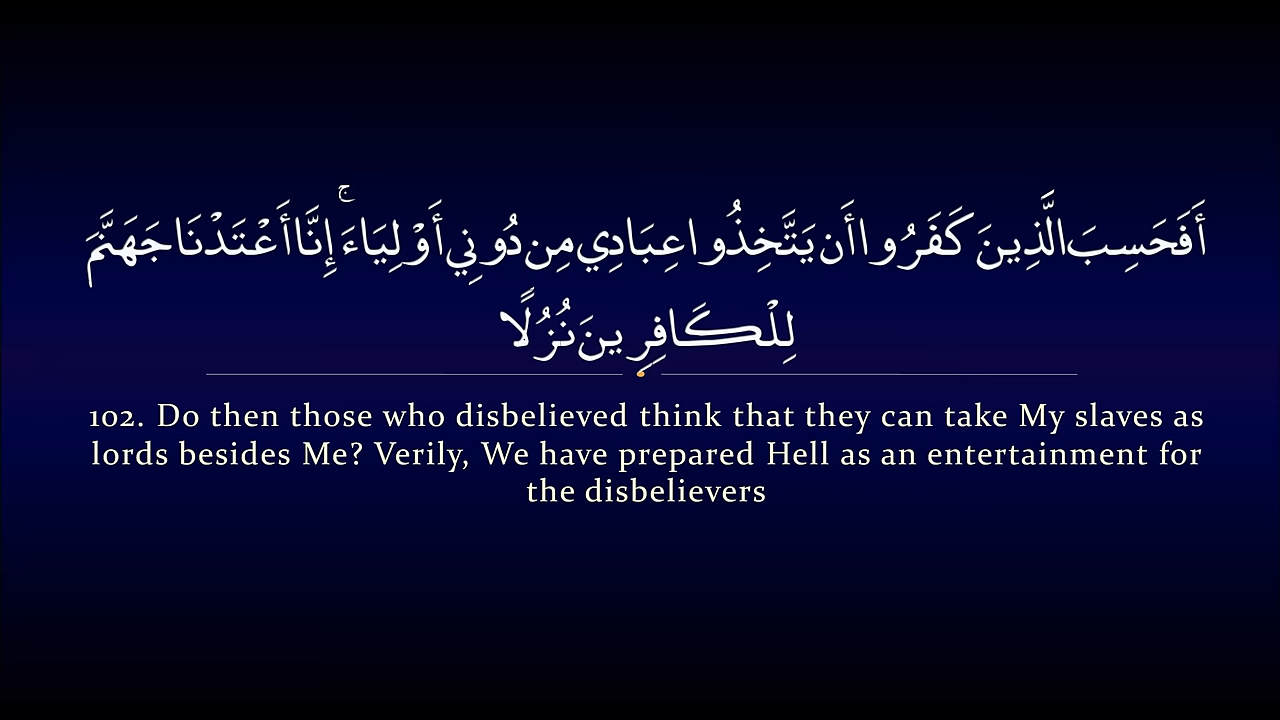 أَفَحَسِبَ الَّذِينَ كَفَرُوا أَن يَتَّخِذُوا عِبَادِي مِن دُونِي أَوْلِيَاءَ ۚ إِنَّا أَعْتَدْنَا جَهَنَّمَ
لِلْكَافِرِينَ نُزُلًا
102. Do then those who disbelieved think that they can take My slaves as
lords besides Me? Verily, We have prepared Hell as an entertainment for
the disbelievers